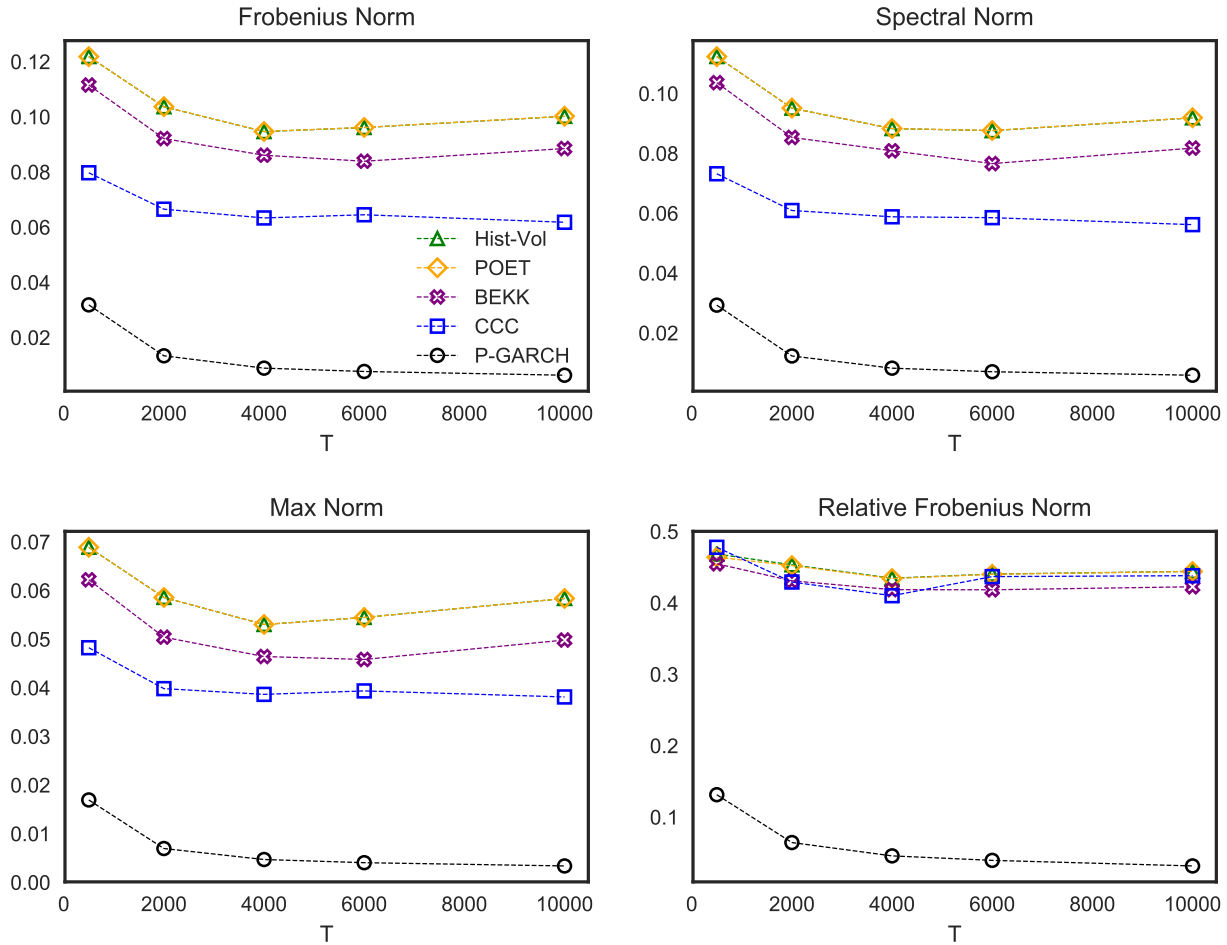 Frobenius Norm
0.12
0.10
0.08
0.06
0.04
0.02
Hist-Vol
POET
BEKK
CCC
P-GARCH
0 2000 4000 6000 8000 10000
T
Spectral Norm
0.10
0.08
0.06
0.04
0.02
0 2000 4000 6000 8000 10000
T
Max Norm
0.07
0.06
0.05
0.04
0.03
0.02
0.01
0.00
0 2000 4000 6000 8000 10000
T
Relative Frobenius Norm
0.5
0.4
0.3
0.2
0.1
0 2000 4000 6000 8000 10000
T